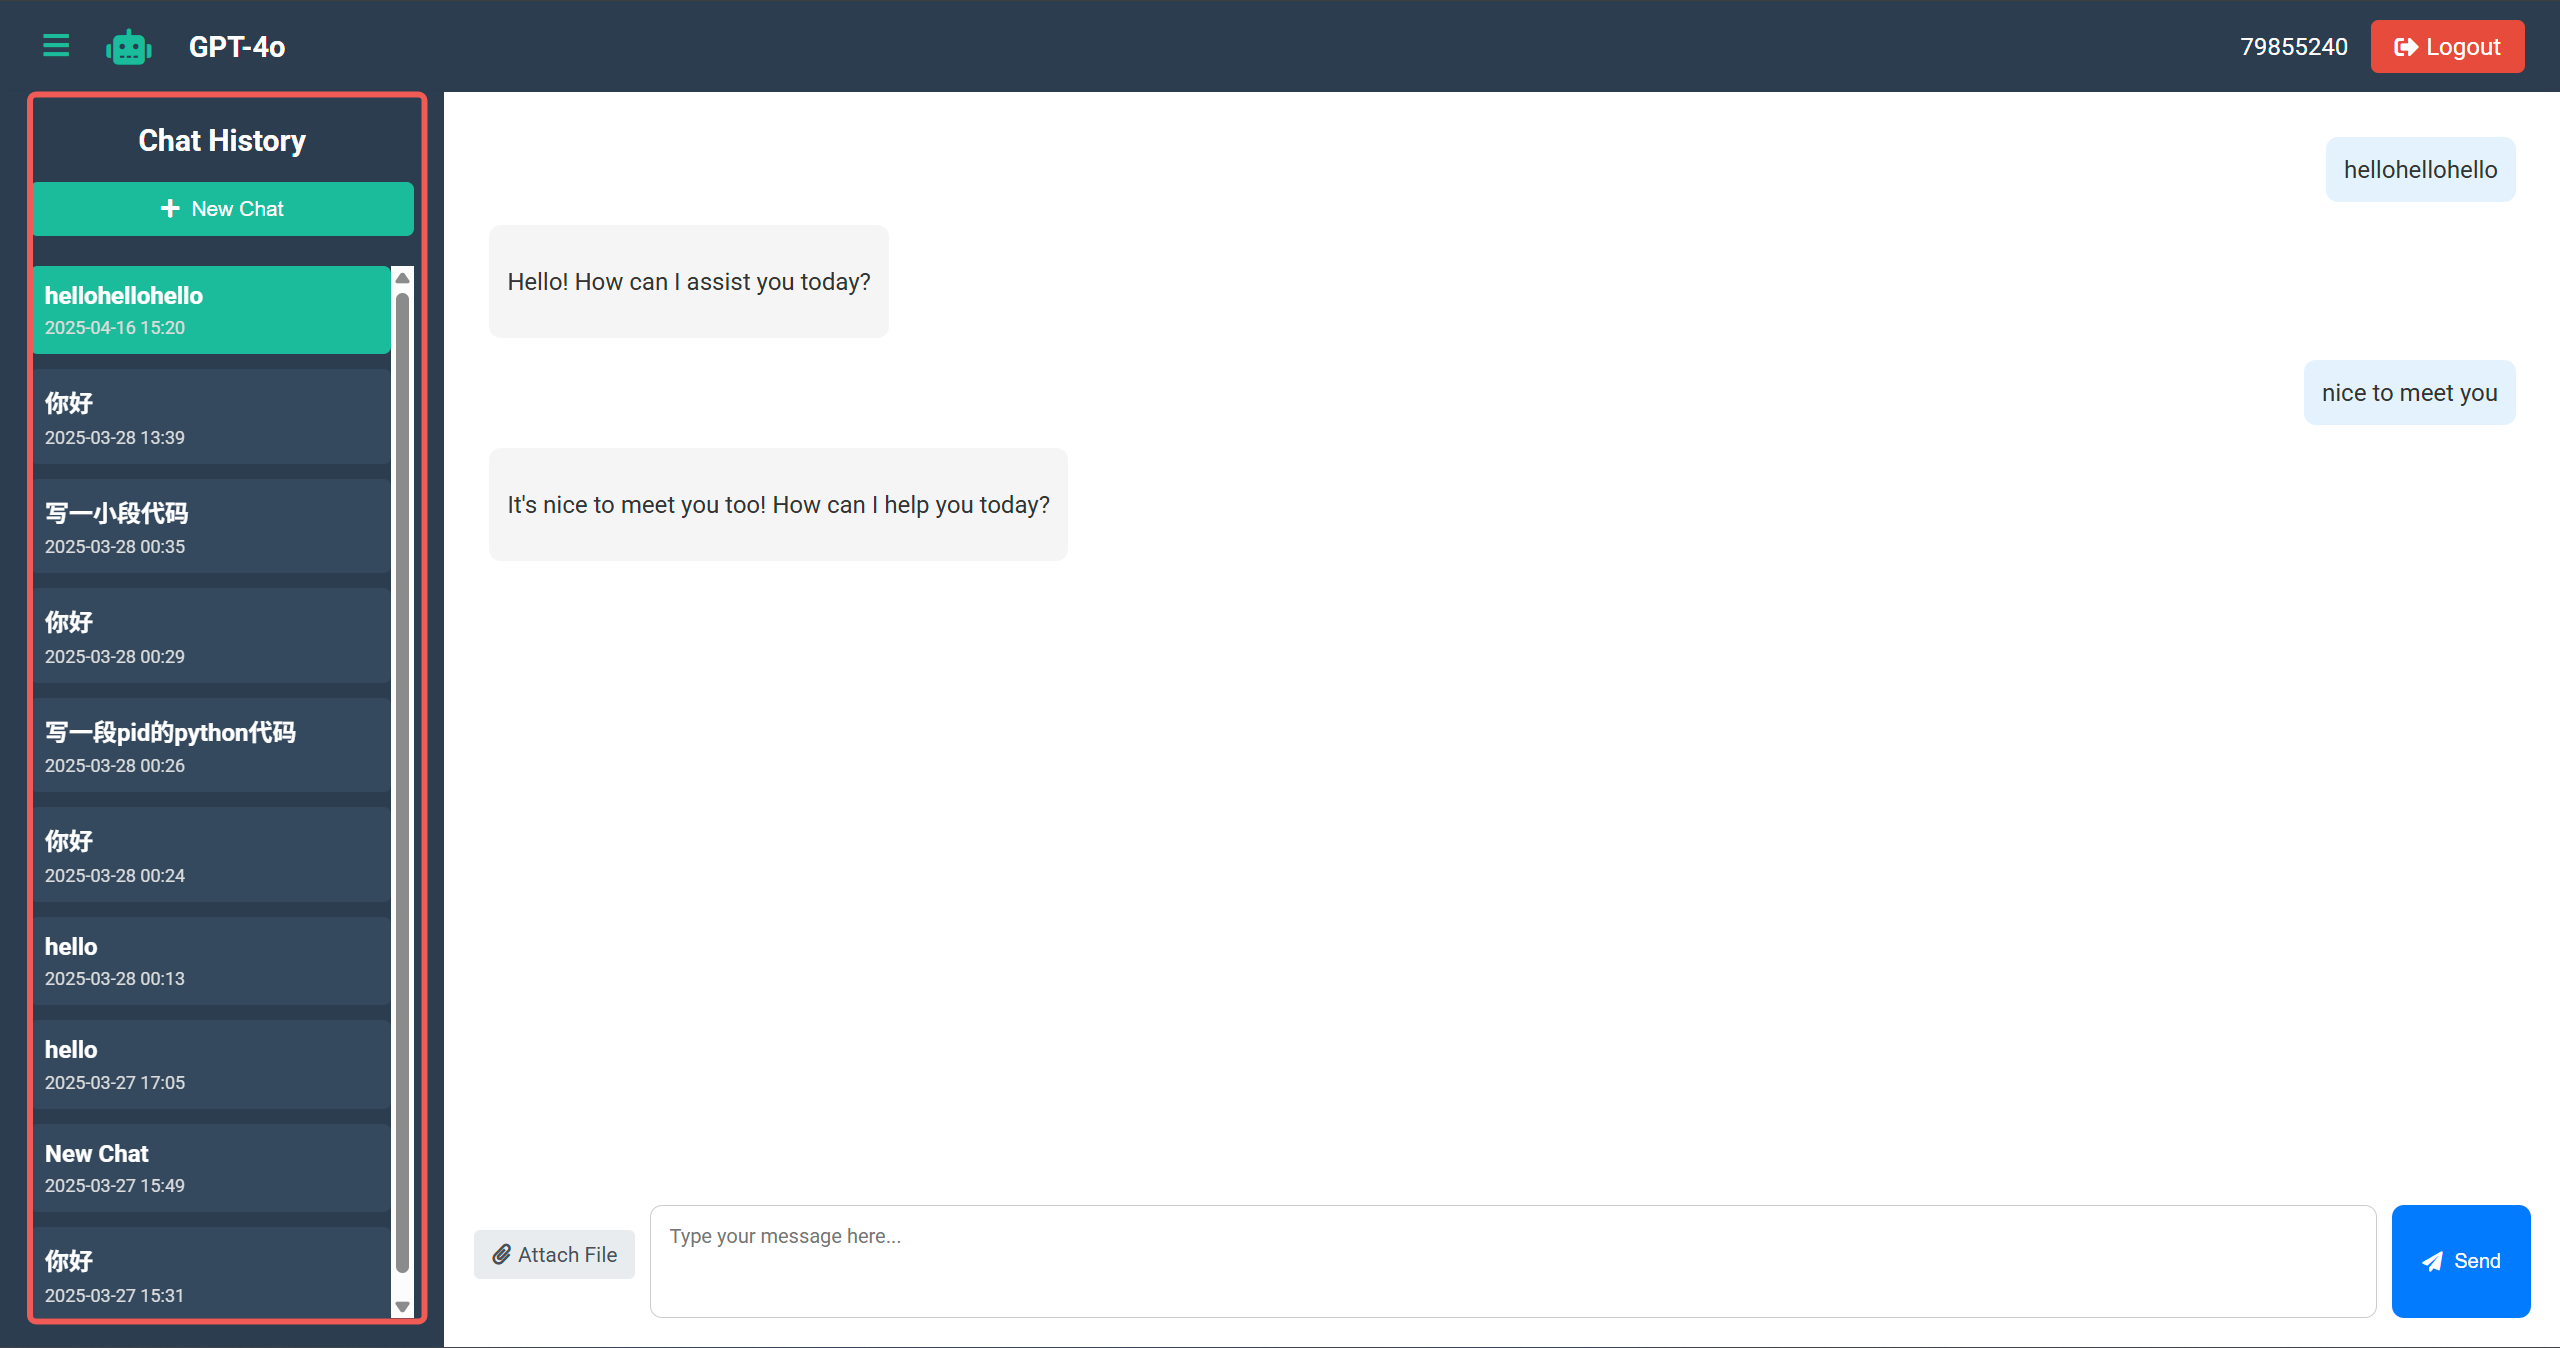 GPT-4o
79855240
Logout
Chat History
New Chat
hellohellohello
2025-04-16 15:20
你好
2025-03-28 13:39
写一小段代码
2025-03-28 00:35
你好
2025-03-28 00:29
写一段pid的python代码
2025-03-28 00:26
你好
2025-03-28 00:24
hello
2025-03-28 00:13
hello
2025-03-27 17:05
New Chat
2025-03-27 15:49
你好
2025-03-27 15:31
hellohellohello
Hello! How can I assist you today?
nice to meet you
It's nice to meet you too! How can I help you today?
Attach File
Type your message here...
Send